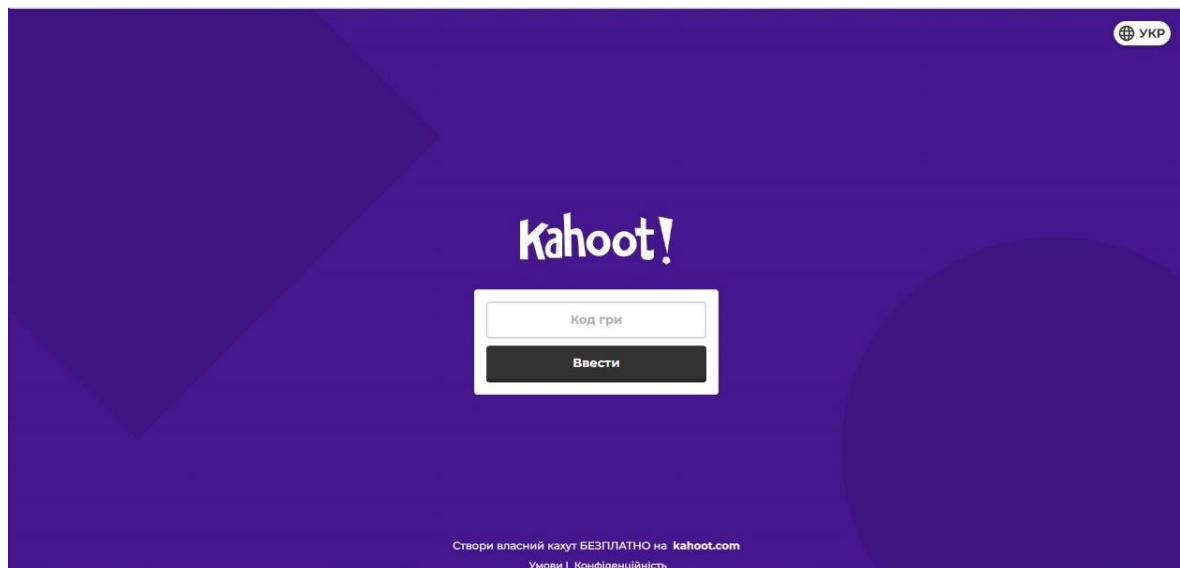 УКР
Kahoot!
Код гри
Ввести
Створи власний кахут БЕЗПЛАТНО на kahoot.com
Умови | Конфіденційність